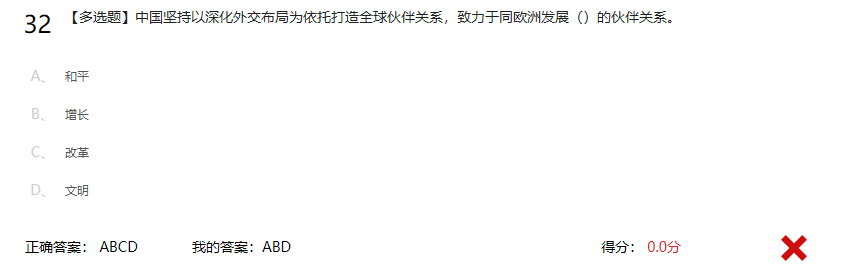 32 【多选题】中国坚持以深化外交布局为依托打造全球伙伴关系，致力于同欧洲发展（）的伙伴关系。
A、 和平
B、 增长
C、 改革
D、 文明
正确答案： ABCD 我的答案：ABD 得分： 0.0分